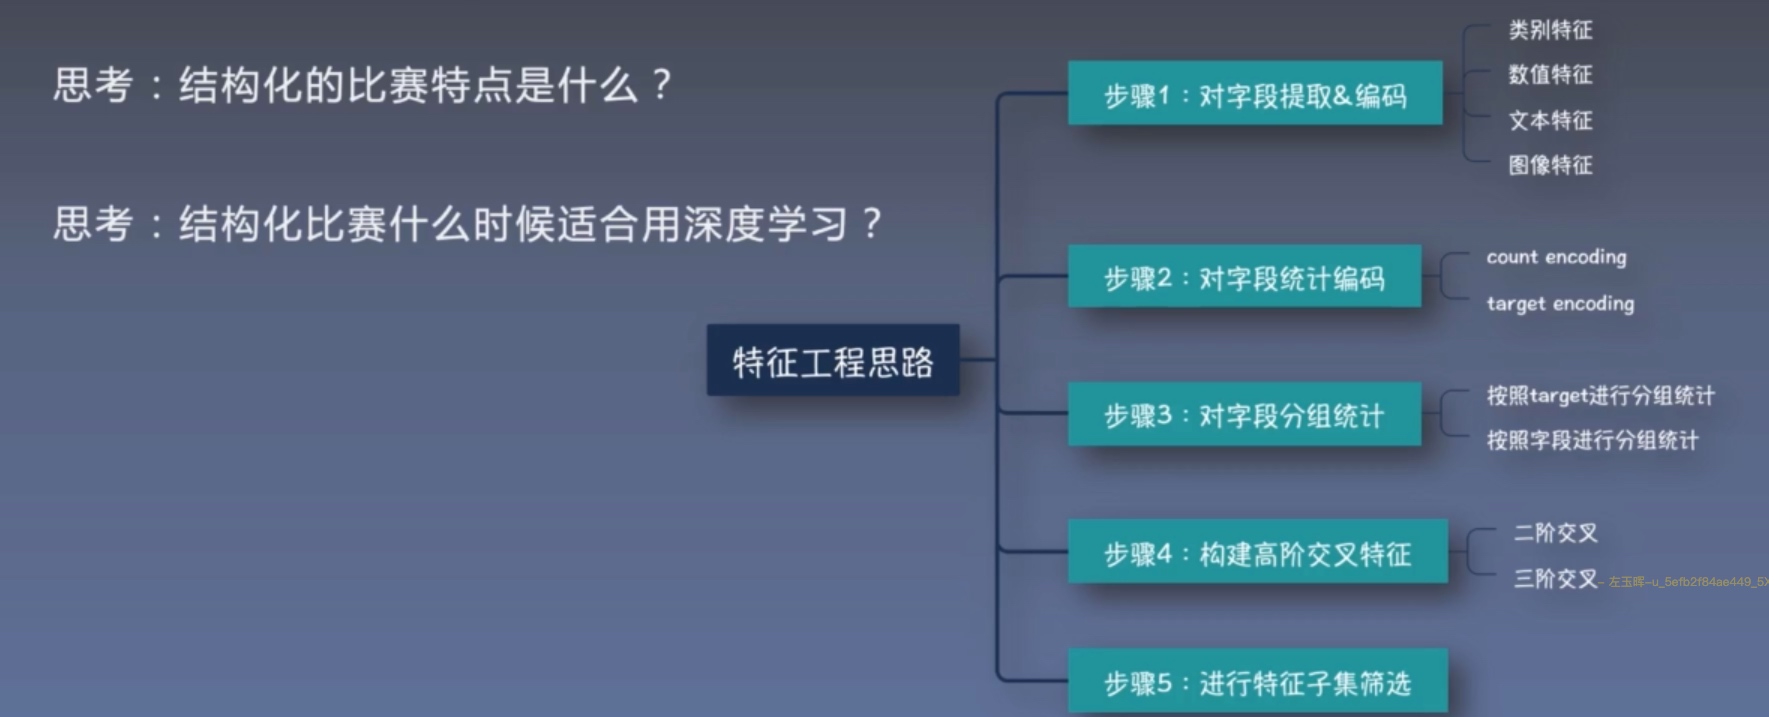 思考：结构化的比赛特点是什么？
思考：结构化比赛什么时候适合用深度学习？
特征工程思路
步骤1：对字段提取&编码
类别特征
数值特征
文本特征
图像特征
步骤2：对字段统计编码
count encoding
target encoding
步骤3：对字段分组统计
按照target进行分组统计
按照字段进行分组统计
步骤4：构建高阶交叉特征
二阶交叉
三阶交叉
- 左玉晖-u_5efb2f84ae449_5X
步骤5：进行特征子集筛选